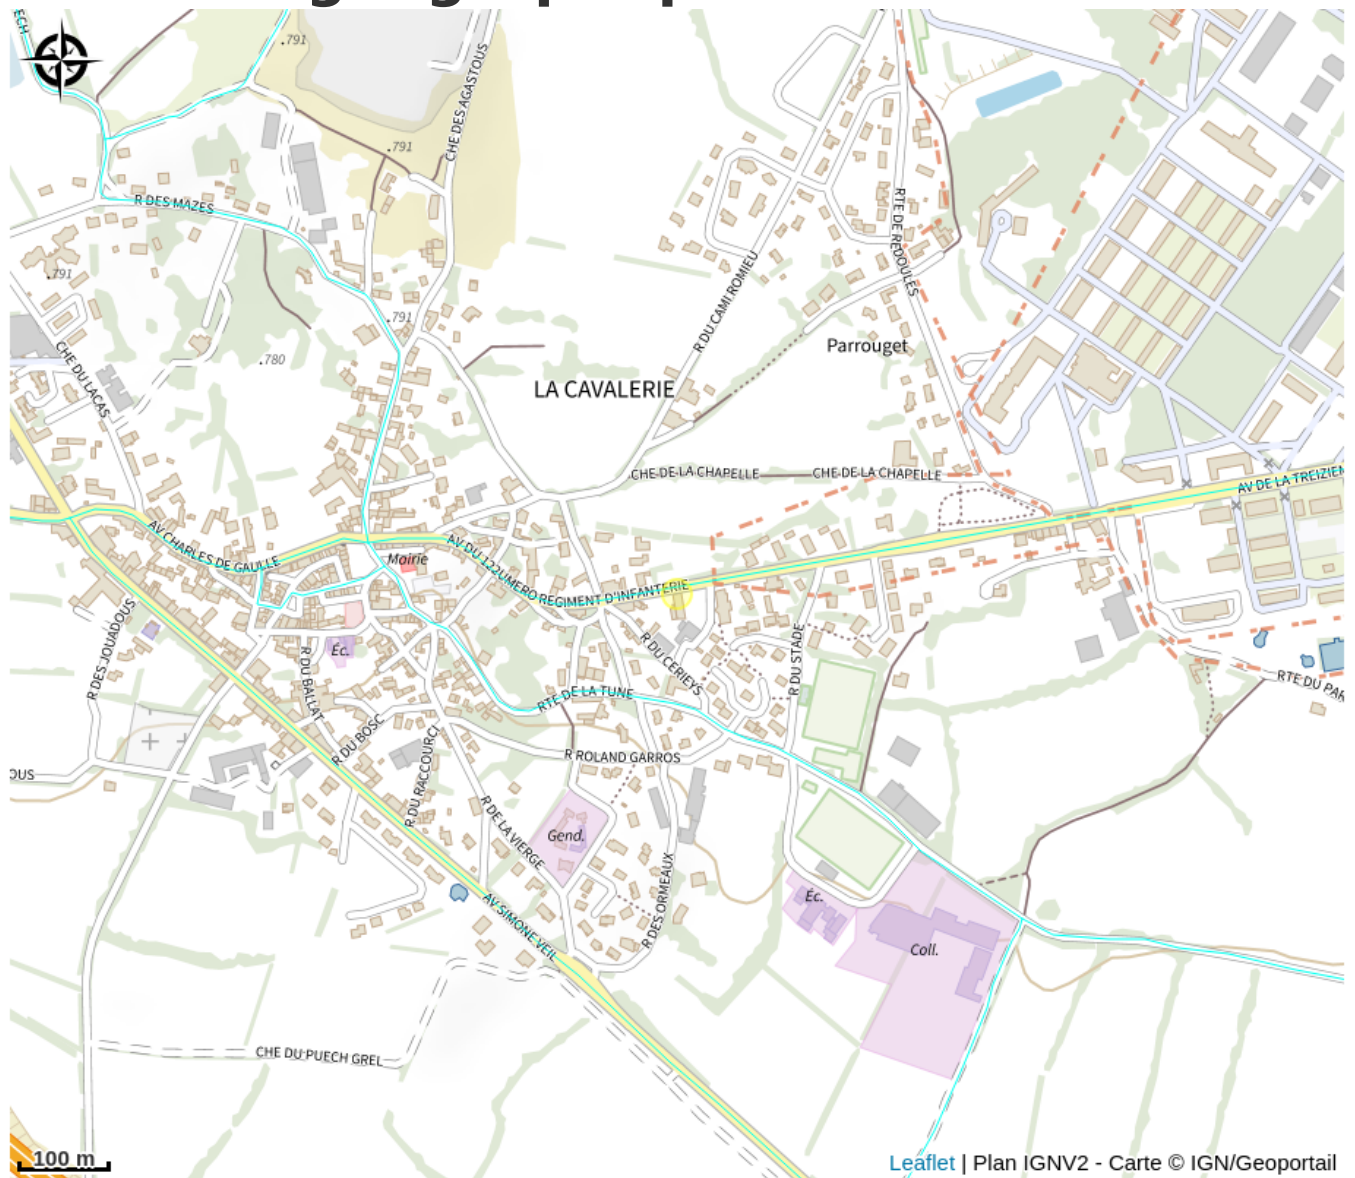 ECH
791
CHE DES AGASTOUS
791
R DES MAZES
RTE DE REDOULES
791
R DU CAMI ROMIEU
791
Parrouget
780
CHE DU LACAS
LA CAVALERIE
CHE DE LA CHAPELLE
CHE DE LA CHAPELLE
AV DE LA TREIZIEM
AV CHARLES DE GAULLE
Mairie
AV DU 122UMERO REGIMENT D'INFANTERIE
R DES JOUADOUS
Éc.
R DU BALLAT
R DU CERIEYS
R DU STADE
RTE DE LA TUNE
RTE DU PAR
R DU BOSC
R ROLAND GARROS
OUS
R DU RACCOURCI
R DE LA VIERGE
Gend.
R DES ORMEAUX
Éc.
AV SIMONE VEIL
Coll.
CHE DU PUECH GREL
100 m
Leaflet | Plan IGNV2 - Carte © IGN/Geoportail